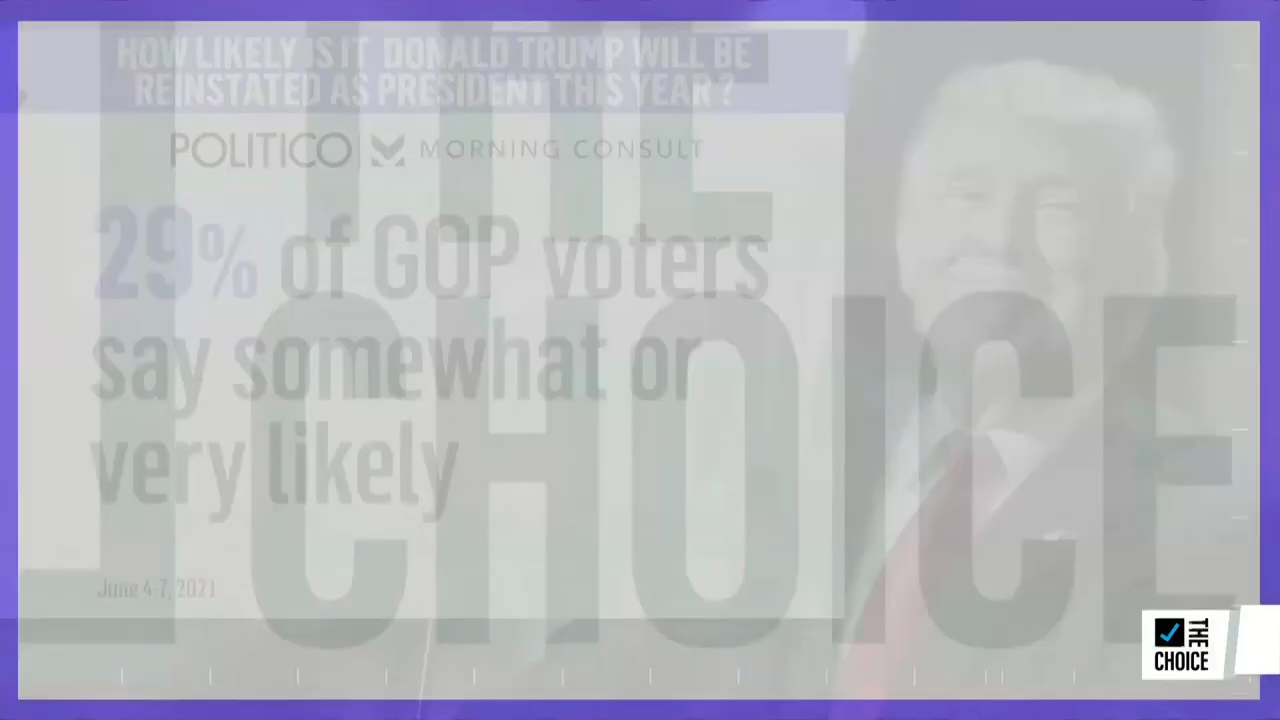 HOW LIKELY IS IT DONALD TRUMP WILL BE
REINSTATED AS PRESIDENT THIS YEAR?
POLITICO MORNING CONSULT
29% of GOP voters
say somewhat or
very likely
June 4-7, 2021
THE
CHOICE
THE
CHOICE